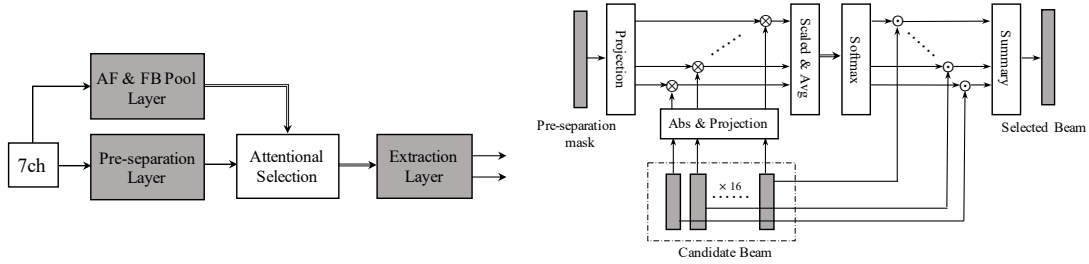 AF & FB Pool
Layer
7ch
Pre-separation
Layer
Attentional
Selection
Extraction
Layer
Pre-separation
mask
Projection
Abs & Projection
× 16
Candidate Beam
Scaled & Avg
Softmax
Summary
Selected Beam